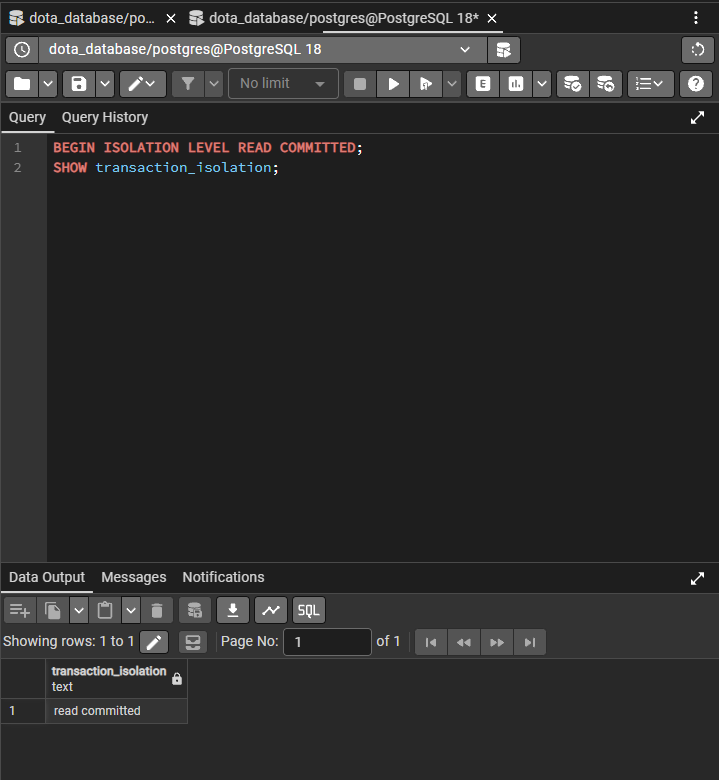 dota_database/po...
dota_database/postgres@PostgreSQL 18*
dota_database/postgres@PostgreSQL 18
No limit
E
Query
Query History
1 BEGIN ISOLATION LEVEL READ COMMITTED;
2 SHOW transaction_isolation;
Data Output
Messages
Notifications
SQL
Showing rows: 1 to 1
Page No:
1
of 1
transaction_isolation
text
1
read committed